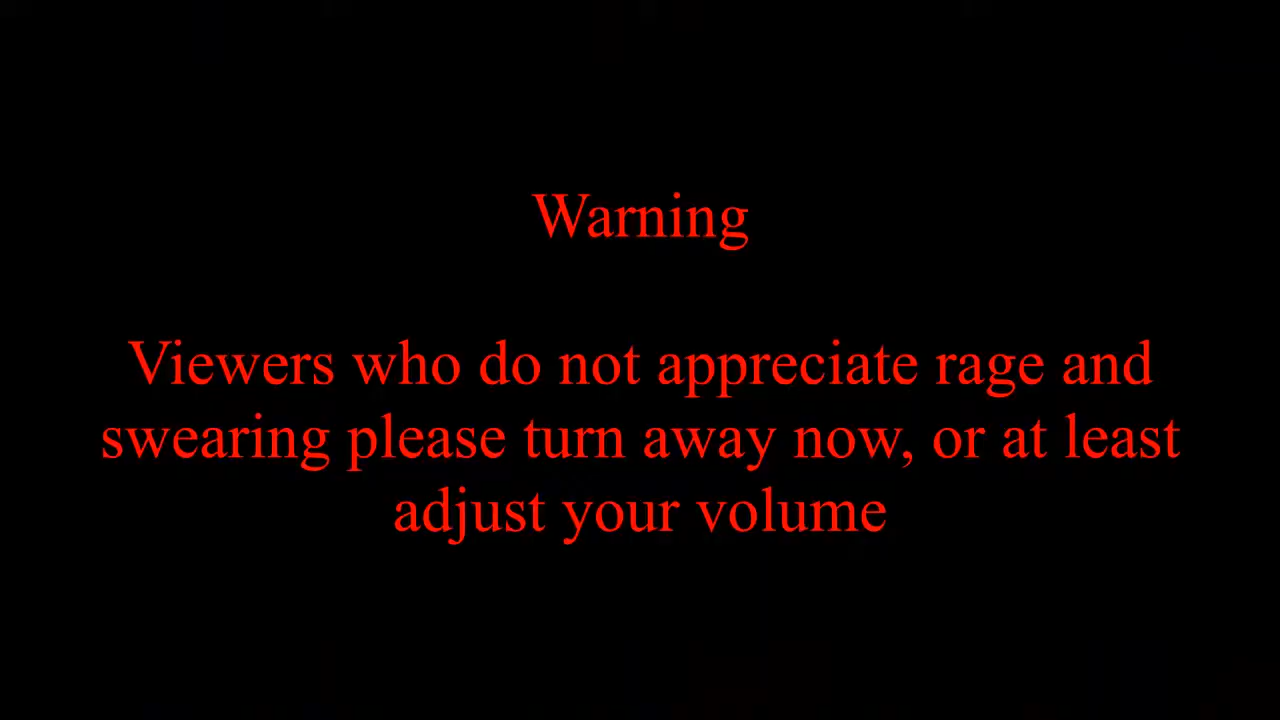 Warning
Viewers who do not appreciate rage and
swearing please turn away now, or at least
adjust your volume